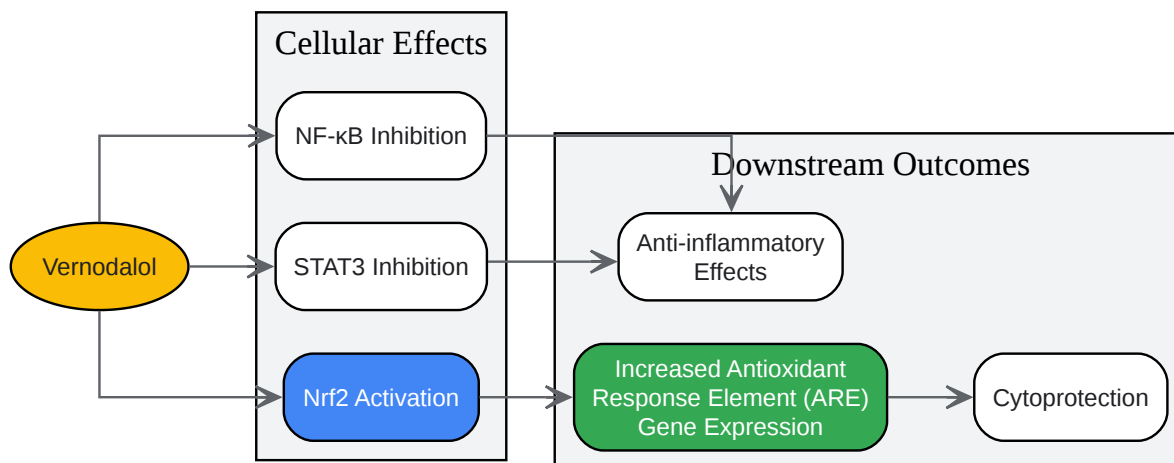 Cellular Effects
NF-κB Inhibition
Downstream Outcomes
Vernodalol
STAT3 Inhibition
Anti-inflammatory
Effects
Nrf2 Activation
Increased Antioxidant
Response Element (ARE)
Gene Expression
Cytoprotection